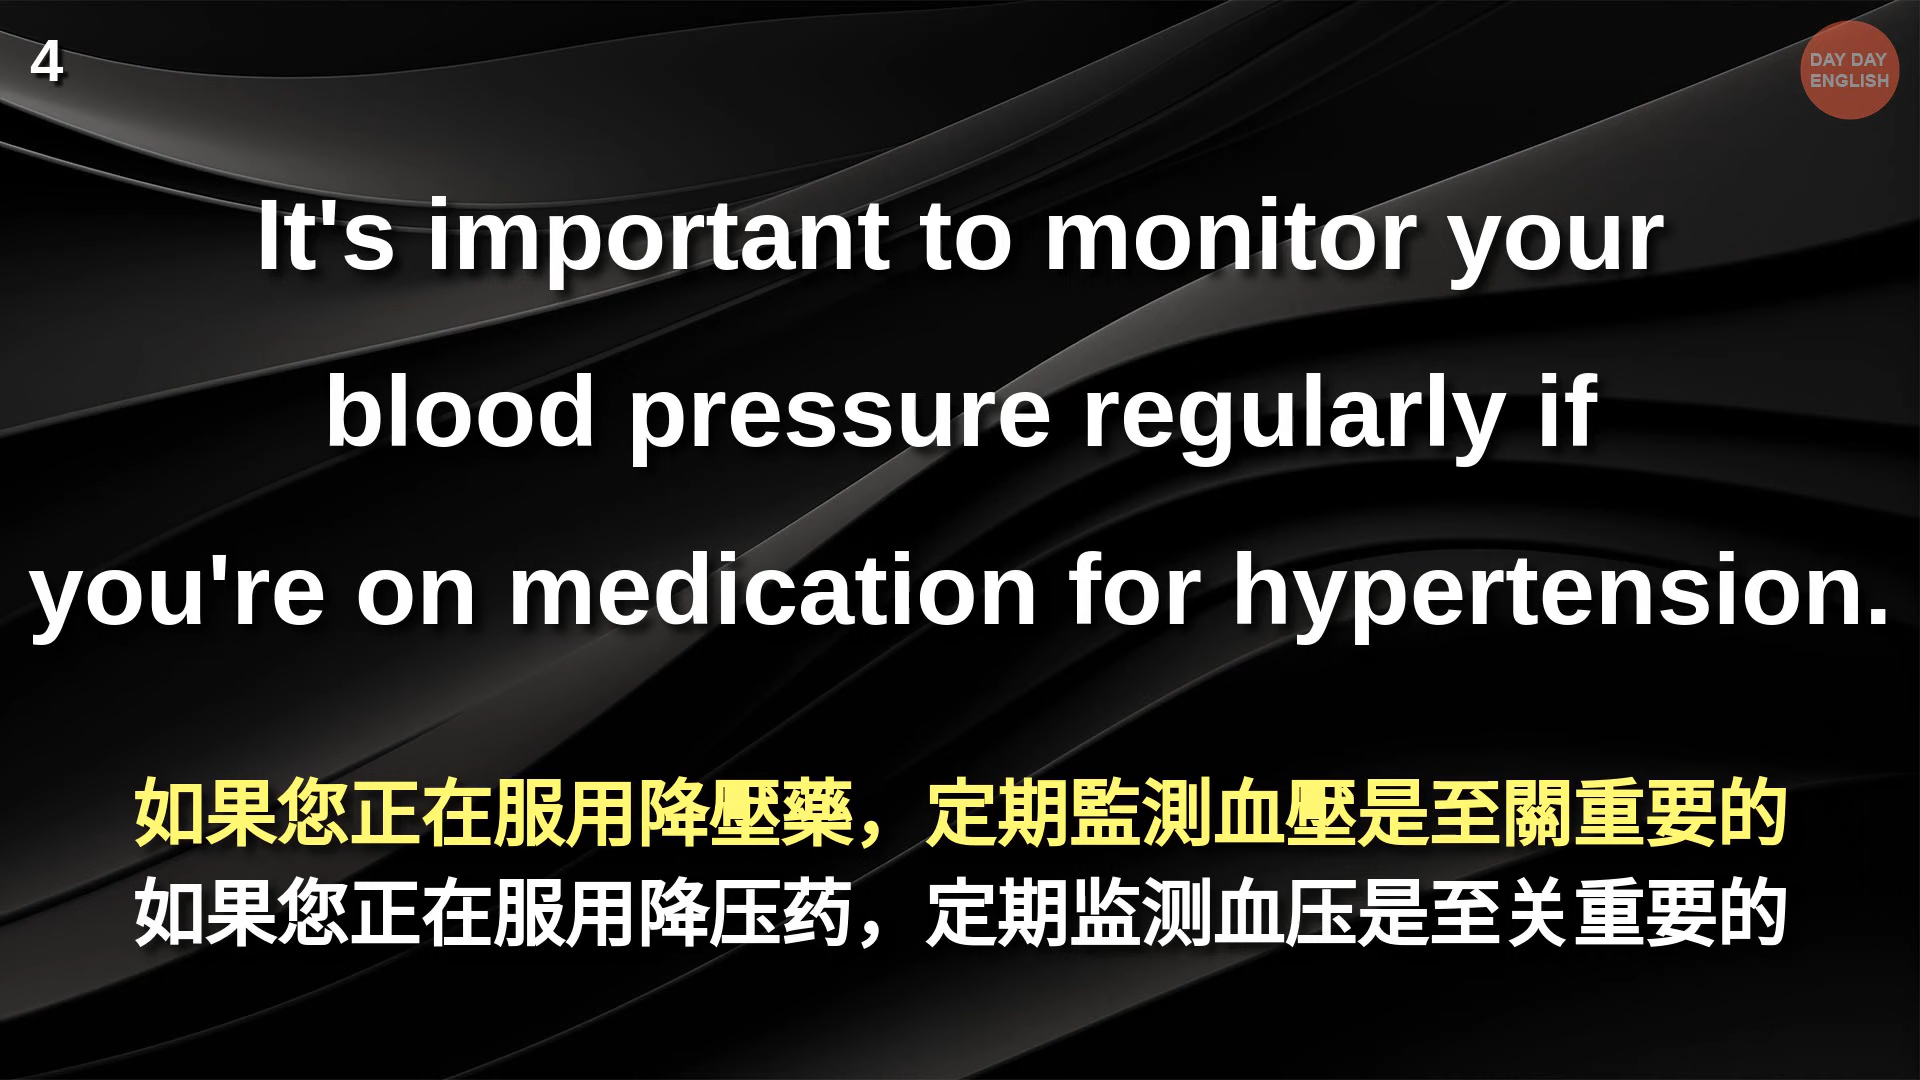 4
DAY DAY
ENGLISH
It's important to monitor your
blood pressure regularly if
you're on medication for hypertension.
如果您正在服用降壓藥，定期監測血壓是至關重要的
如果您正在服用降压药，定期监测血压是至关重要的